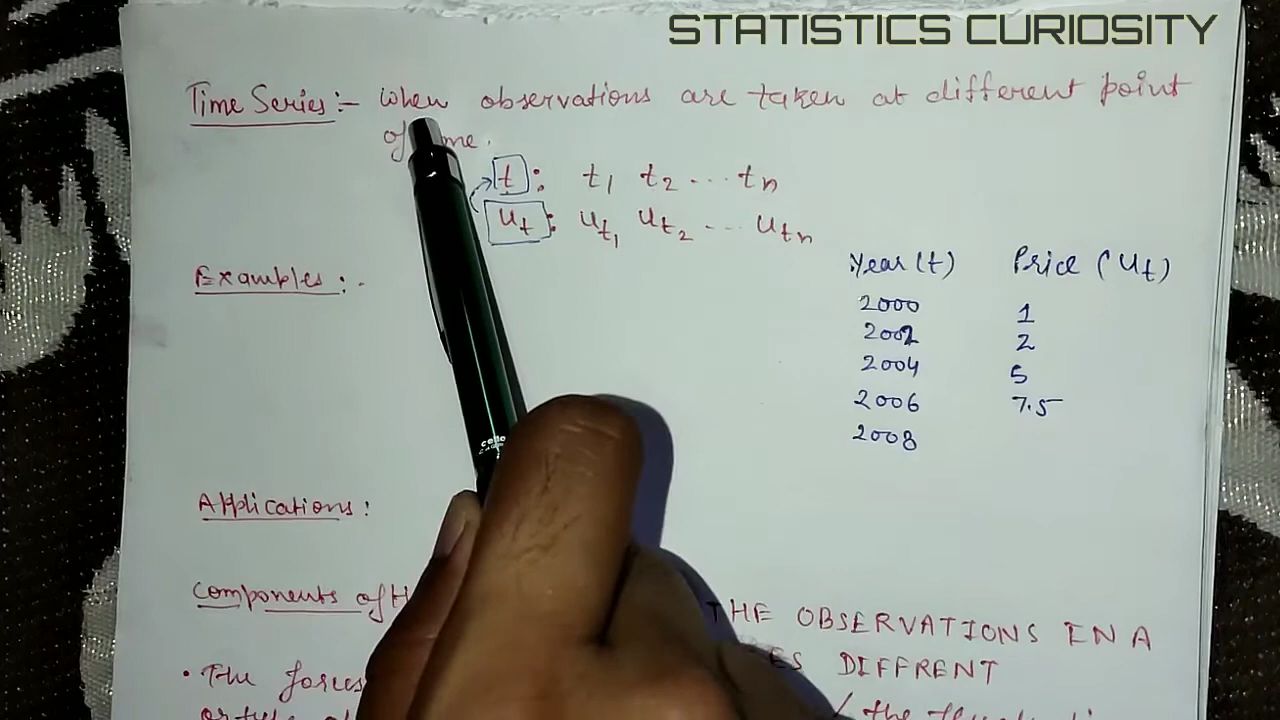 STATISTICS CURIOSITY
Time Series :- When observations are taken at different point
of
t : t1 t2 ... tn
ut : ut1 ut2 ... utn
Year (t) Price (Ut)
2000 1
2002 2
2004 5
2006 7.5
2008
Examples :-
Applications :
Components of
THE OBSERVATIONS IN A
DIFFRENT
• The forces
the